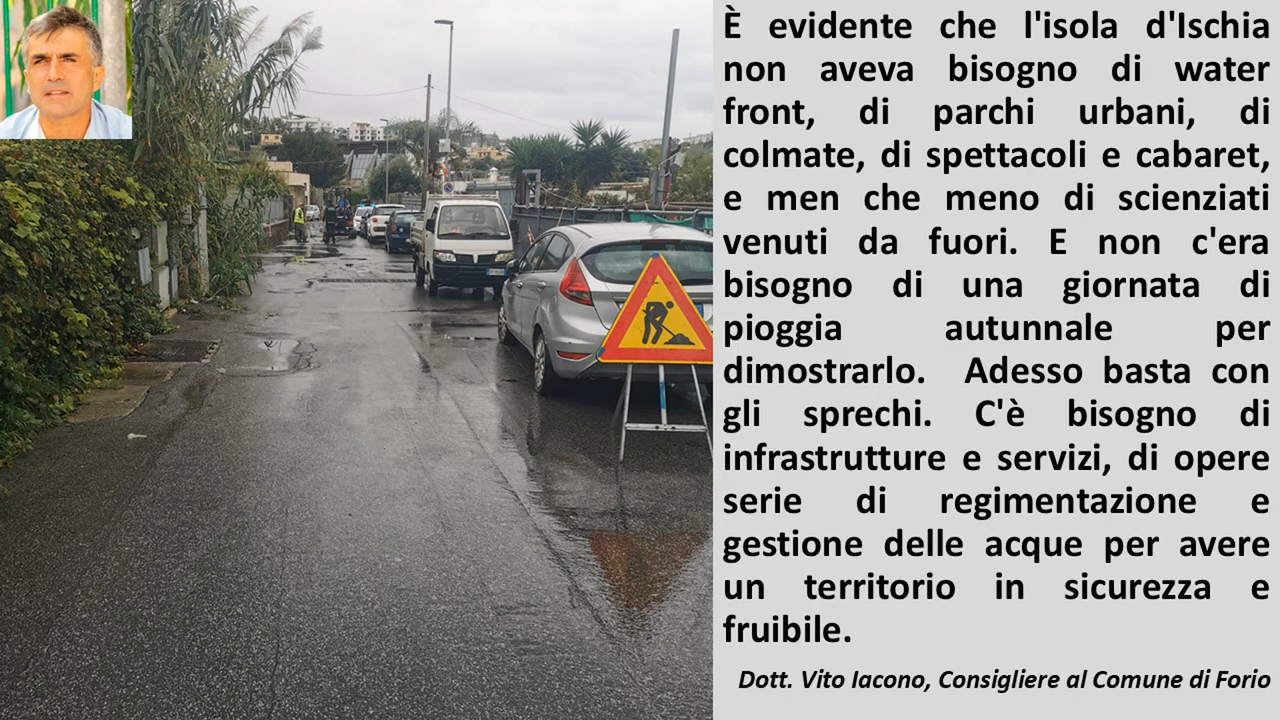 È evidente che l'isola d'Ischia
non aveva bisogno di water
front, di parchi urbani, di
colmate, di spettacoli e cabaret,
e men che meno di scienziati
venuti da fuori. E non c'era
bisogno di una giornata di
pioggia autunnale per
dimostrarlo. Adesso basta con
gli sprechi. C'è bisogno di
infrastrutture e servizi, di opere
serie di regimentazione e
gestione delle acque per avere
un territorio in sicurezza e
fruibile.
Dott. Vito Iacono, Consigliere al Comune di Forio